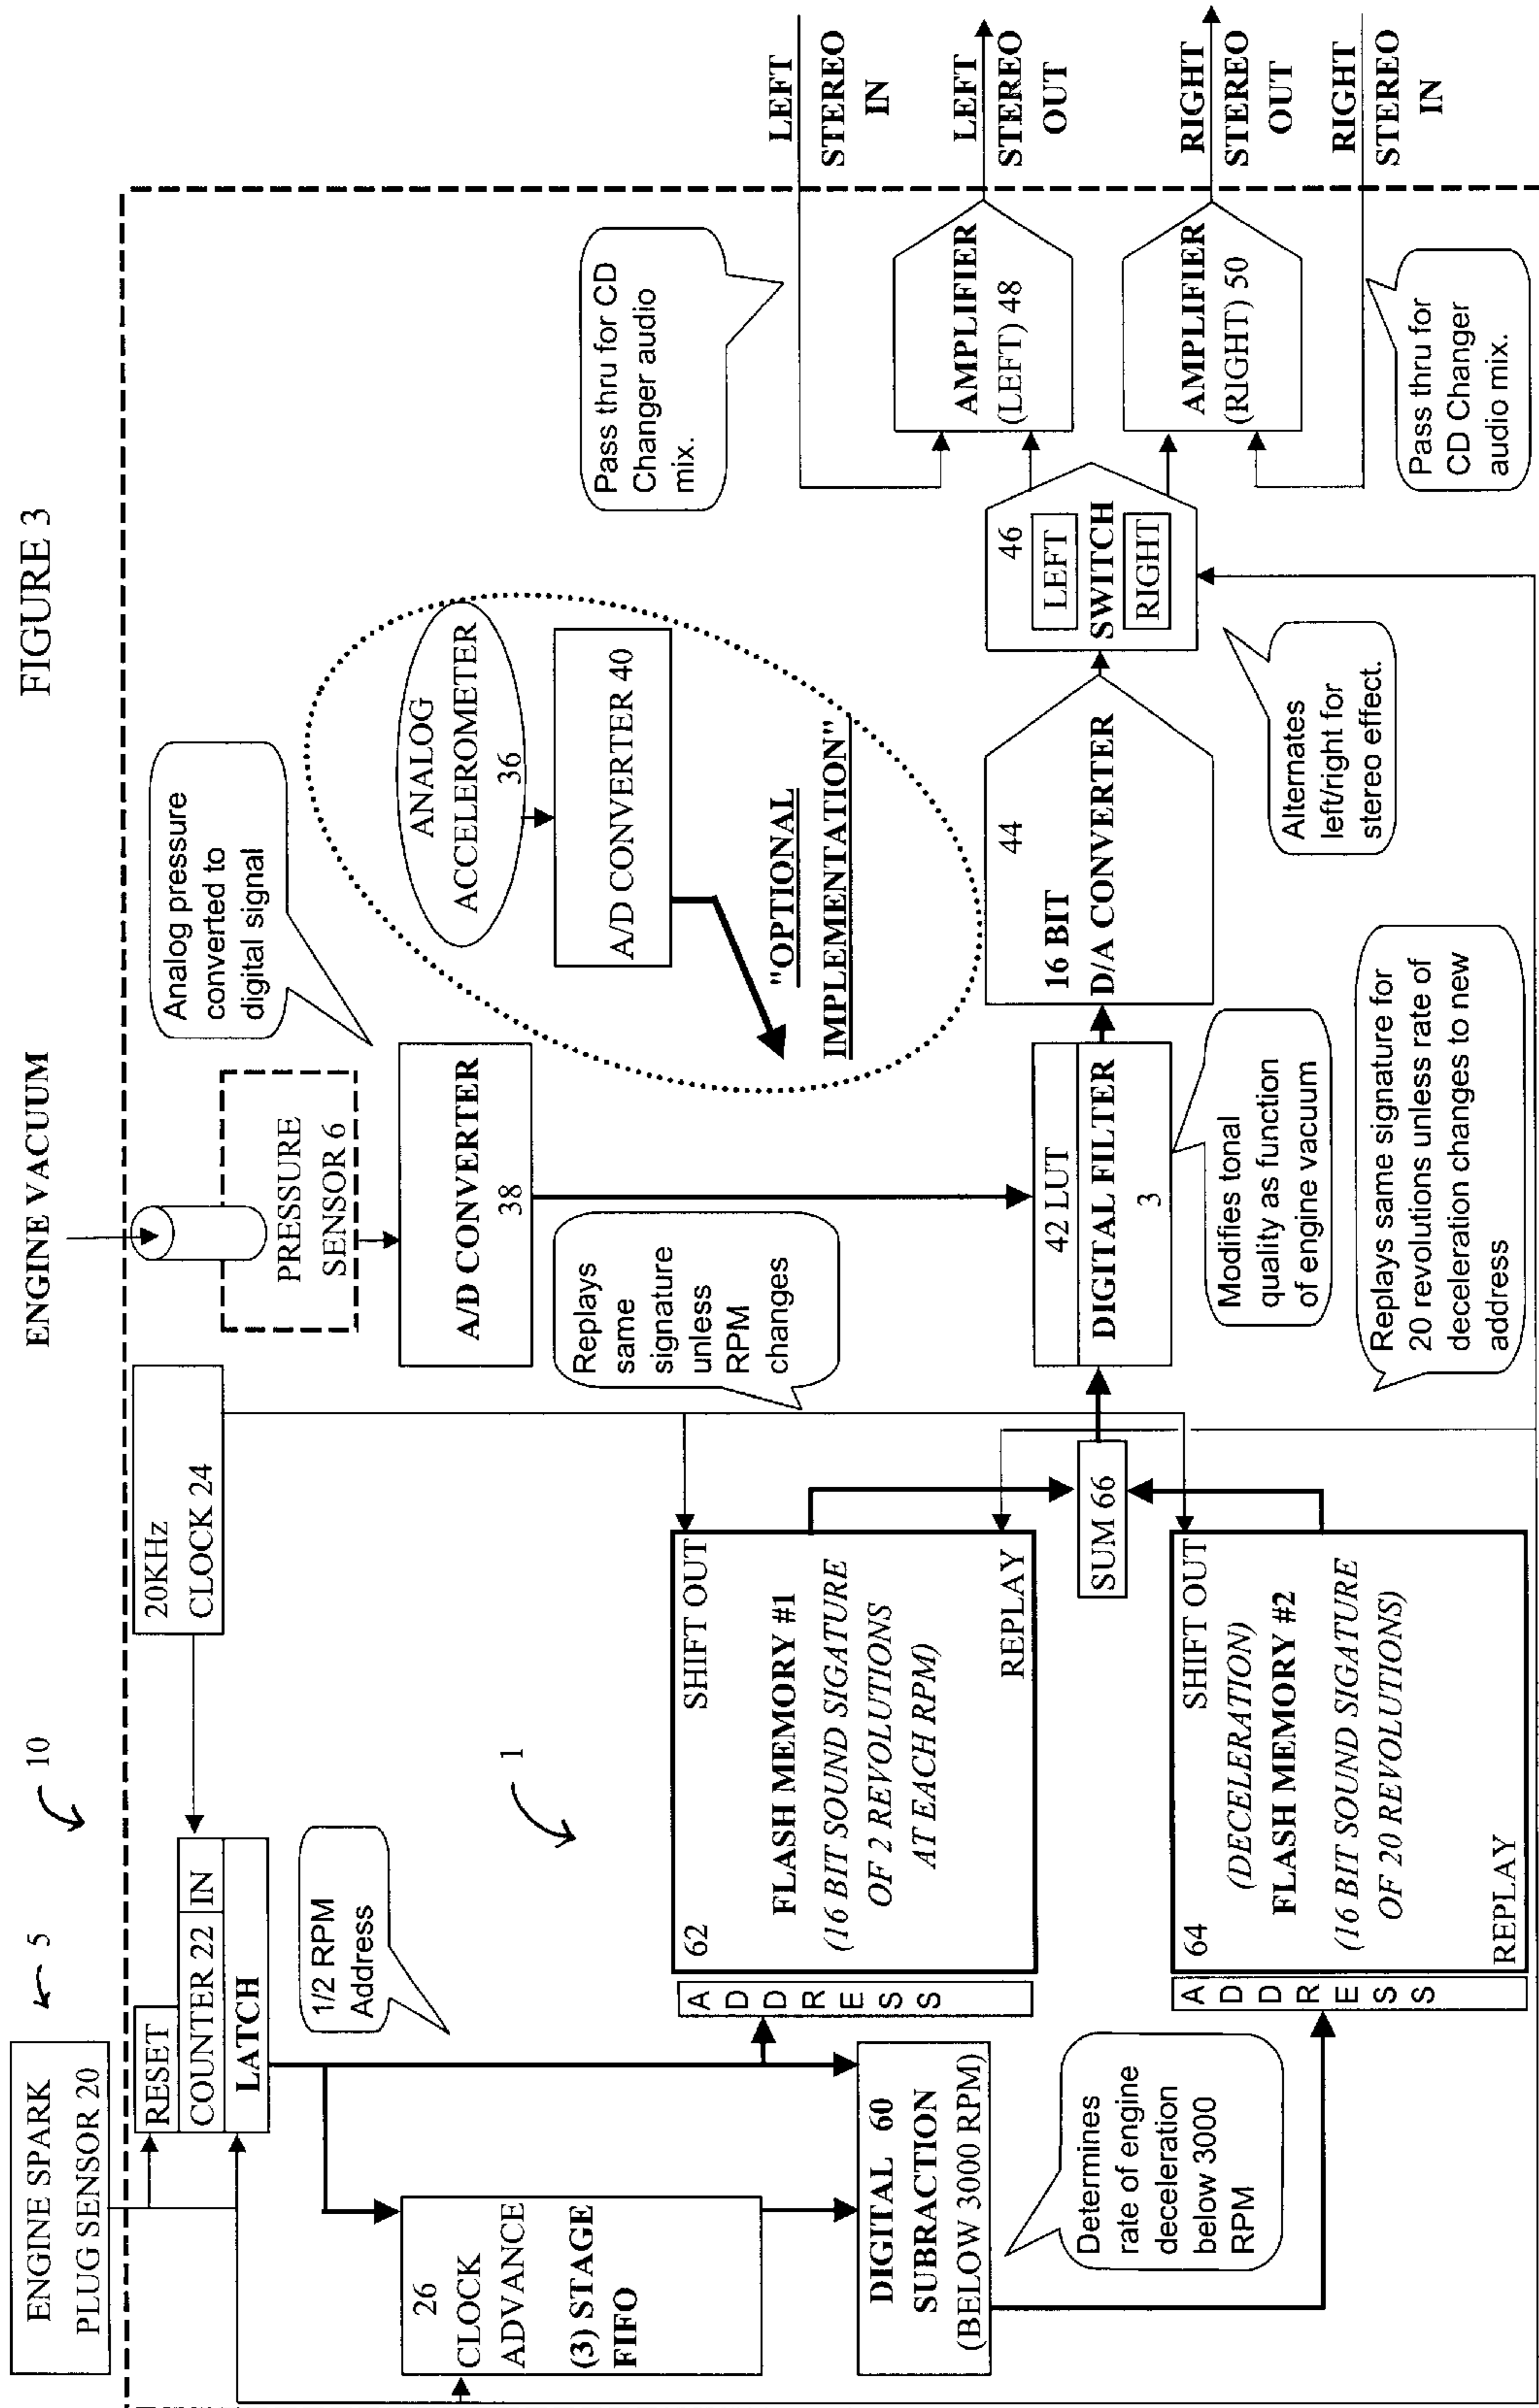 FIGURE 3
ENGINE SPARK
PLUG SENSOR 20
5
10
ENGINE VACUUM
RESET
COUNTER 22
IN
LATCH
20KHz
CLOCK 24
PRESSURE
SENSOR 6
Analog pressure
converted to
digital signal
1/2 RPM
Address
A/D CONVERTER
38
ANALOG
ACCELEROMETER
36
A/D CONVERTER 40
"OPTIONAL
IMPLEMENTATION"
26
CLOCK
ADVANCE
(3) STAGE
FIFO
1
Replays
same
signature
unless
RPM
changes
Pass thru for CD
Changer audio
mix.
LEFT
STEREO
IN
ADDRESS
62
SHIFT OUT
FLASH MEMORY #1
(16 BIT SOUND SIGATURE
OF 2 REVOLUTIONS
AT EACH RPM)
REPLAY
DIGITAL 60
SUBRACTION
(BELOW 3000 RPM)
Determines
rate of engine
deceleration
below 3000
RPM
SUM 66
42 LUT
DIGITAL FILTER
3
44
16 BIT
D/A CONVERTER
46
LEFT
SWITCH
RIGHT
AMPLIFIER
(LEFT) 48
LEFT
STEREO
OUT
AMPLIFIER
(RIGHT) 50
RIGHT
STEREO
OUT
RIGHT
STEREO
IN
ADDRESS
64
SHIFT OUT
(DECELERATION)
FLASH MEMORY #2
(16 BIT SOUND SIGATURE
OF 20 REVOLUTIONS)
REPLAY
Modifies tonal
quality as function
of engine vacuum
Alternates
left/right for
stereo effect.
Pass thru for
CD Changer
audio mix.
Replays same signature for
20 revolutions unless rate of
deceleration changes to new
address